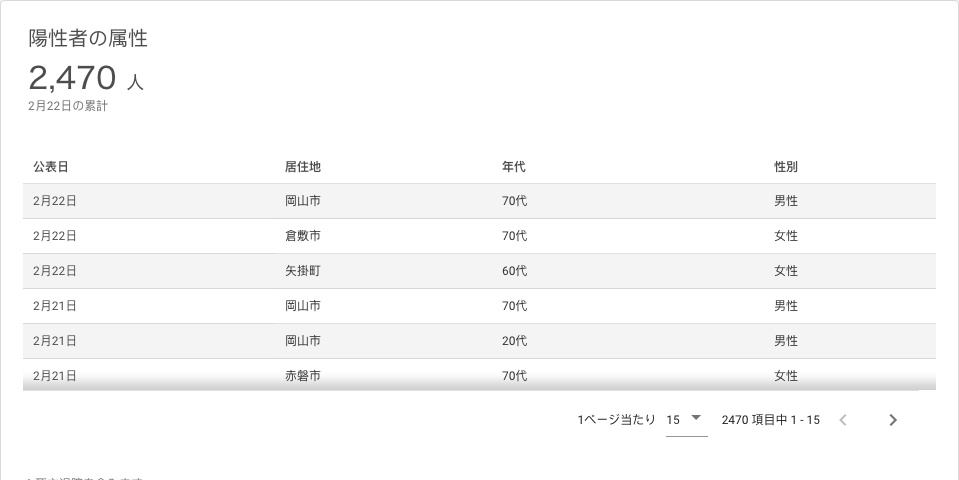 陽性者の属性
2,470 人
2月22日の累計
公表日 居住地 年代 性別
2月22日 岡山市 70代 男性
2月22日 倉敷市 70代 女性
2月22日 矢掛町 60代 女性
2月21日 岡山市 70代 男性
2月21日 岡山市 20代 男性
2月21日 赤磐市 70代 女性
1ページ当たり 15 2470 項目中 1 - 15